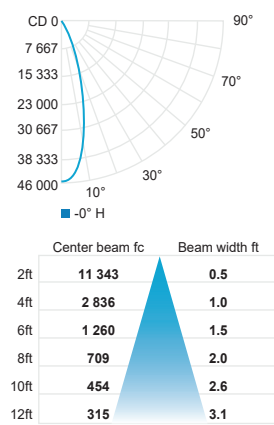 CD 0
90°
7 667
15 333
70°
23 000
30 667
50°
38 333
30°
46 000
10°
-0° H
Center beam fc Beam width ft
2ft 11 343 0.5
4ft 2 836 1.0
6ft 1 260 1.5
8ft 709 2.0
10ft 454 2.6
12ft 315 3.1